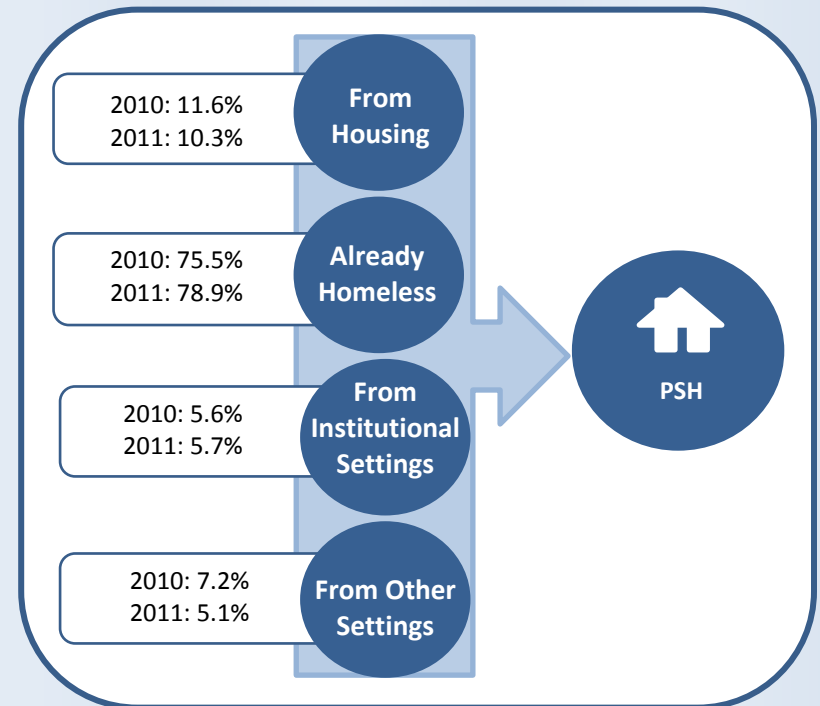 2010: 11.6%
2011: 10.3%
From
Housing
2010: 75.5%
2011: 78.9%
Already
Homeless
2010: 5.6%
2011: 5.7%
From
Institutional
Settings
2010: 7.2%
2011: 5.1%
From Other
Settings
PSH